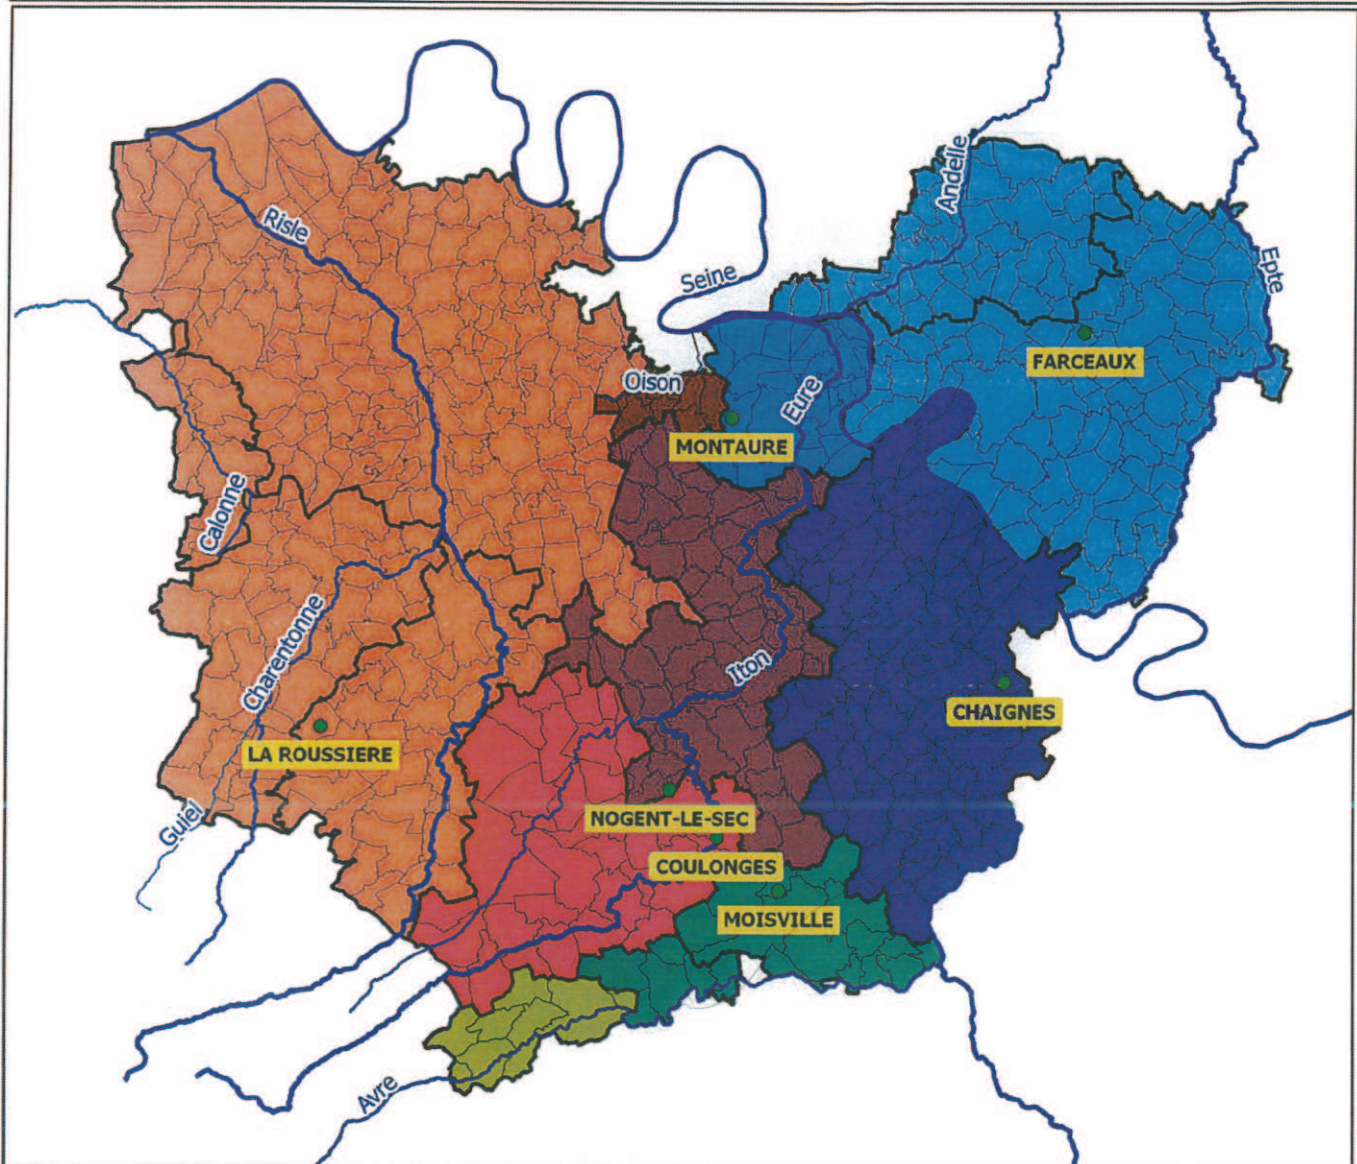 Andelle
Risle
Epte
Seine
FARCEAUX
Oison
Eure
MONTAURE
Calonne
Charentonne
Iton
CHAIGNES
LA ROUSSIERE
Guiel
NOGENT-LE-SEC
COULONGES
MOISVILLE
Avre